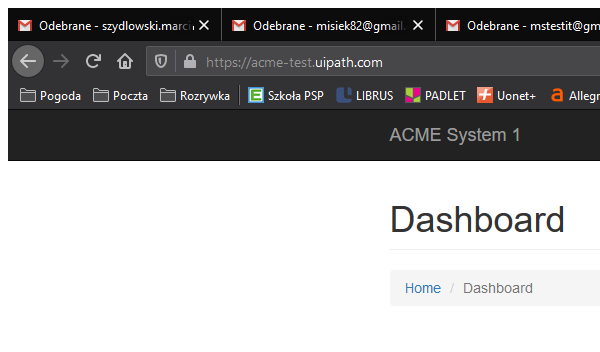 Odebrane - szydlowski.marci Odebrane - misiek82@gmail. Odebrane - mstestit@gm
https://acme-test.uipath.com
Pogoda Poczta Rozrywka Szkoła PSP LIBRUS PADLET Uonet+ Allegr
ACME System 1
Dashboard
Home / Dashboard